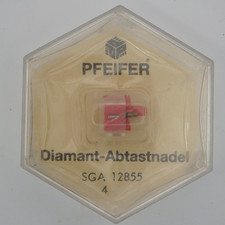 PFEIFER
Diamant-Abtastnadel
SGA 12855
4